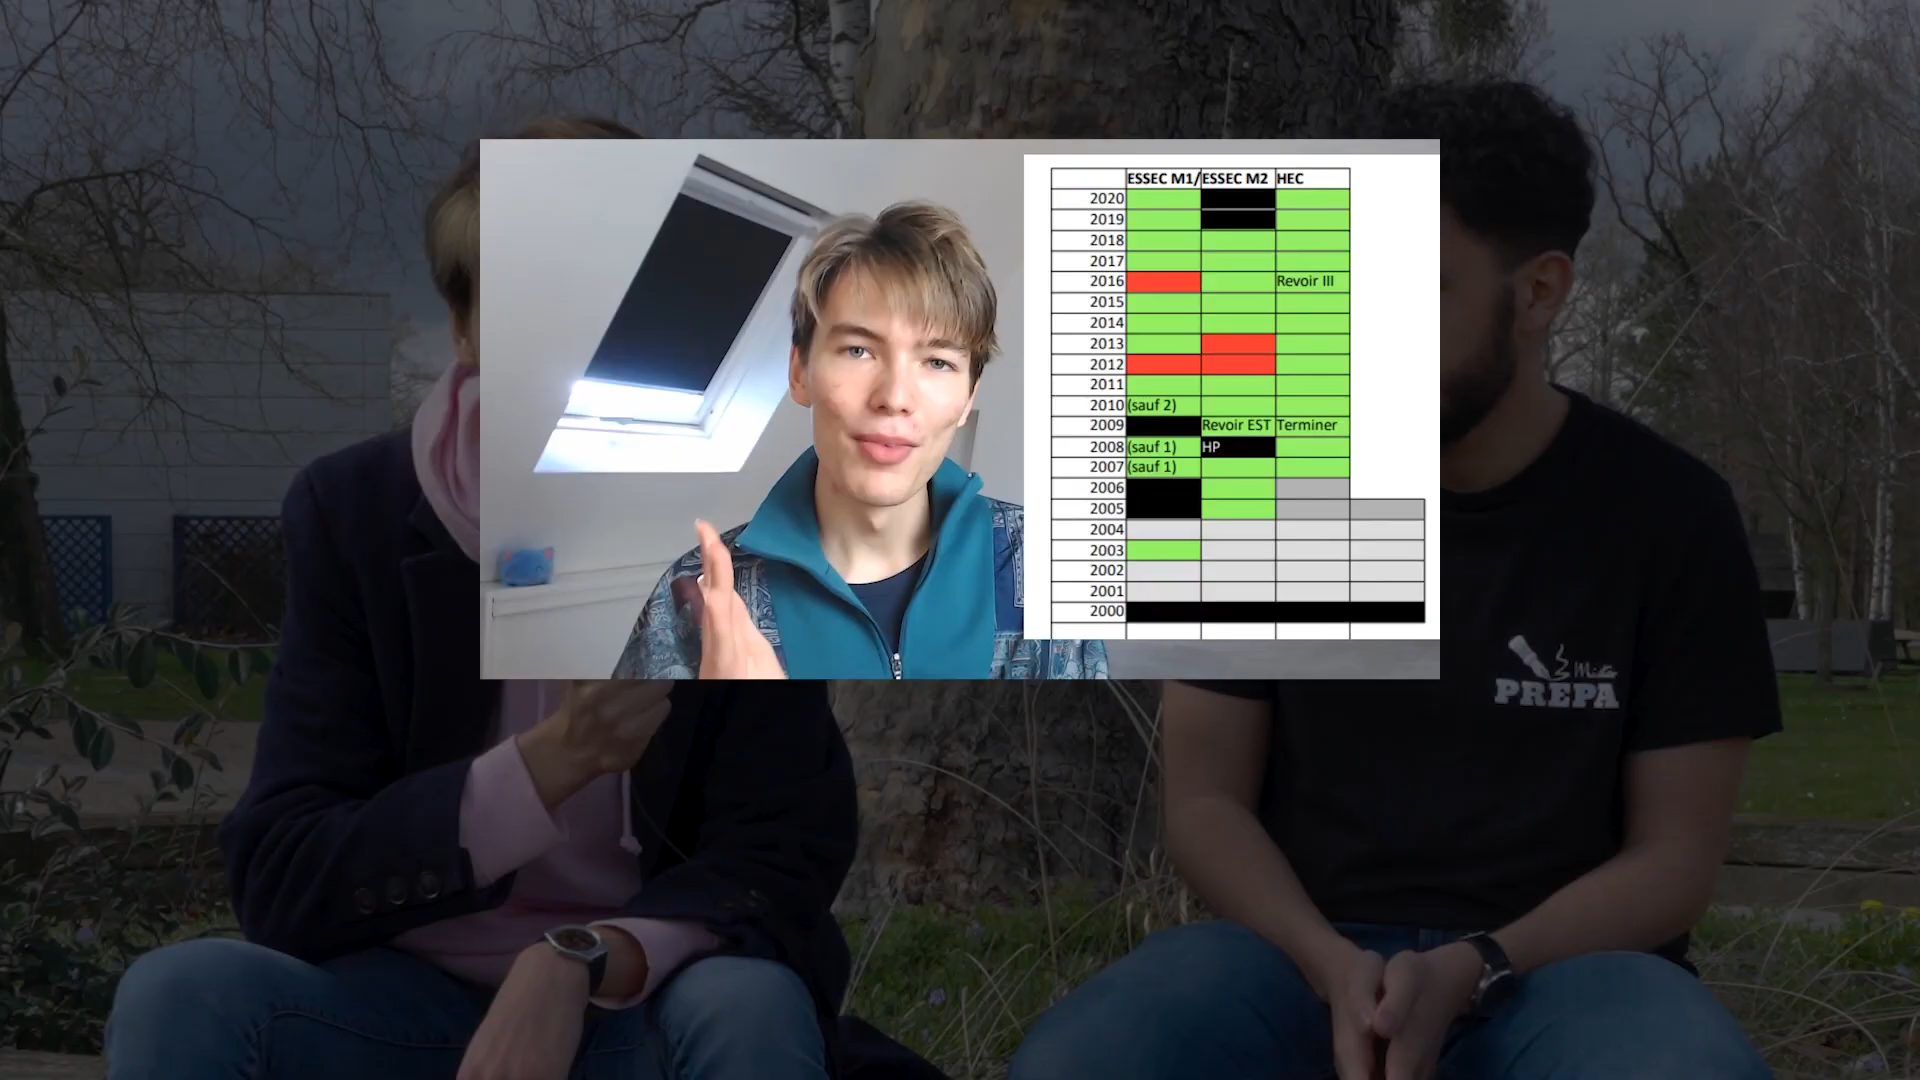 ESSEC M1/ ESSEC M2 HEC
2020
2019
2018
2017
2016 Revoir III
2015
2014
2013
2012
2011
2010 (sauf 2)
2009 Revoir EST Terminer
2008 (sauf 1) HP
2007 (sauf 1)
2006
2005
2004
2003
2002
2001
2000
PREPA